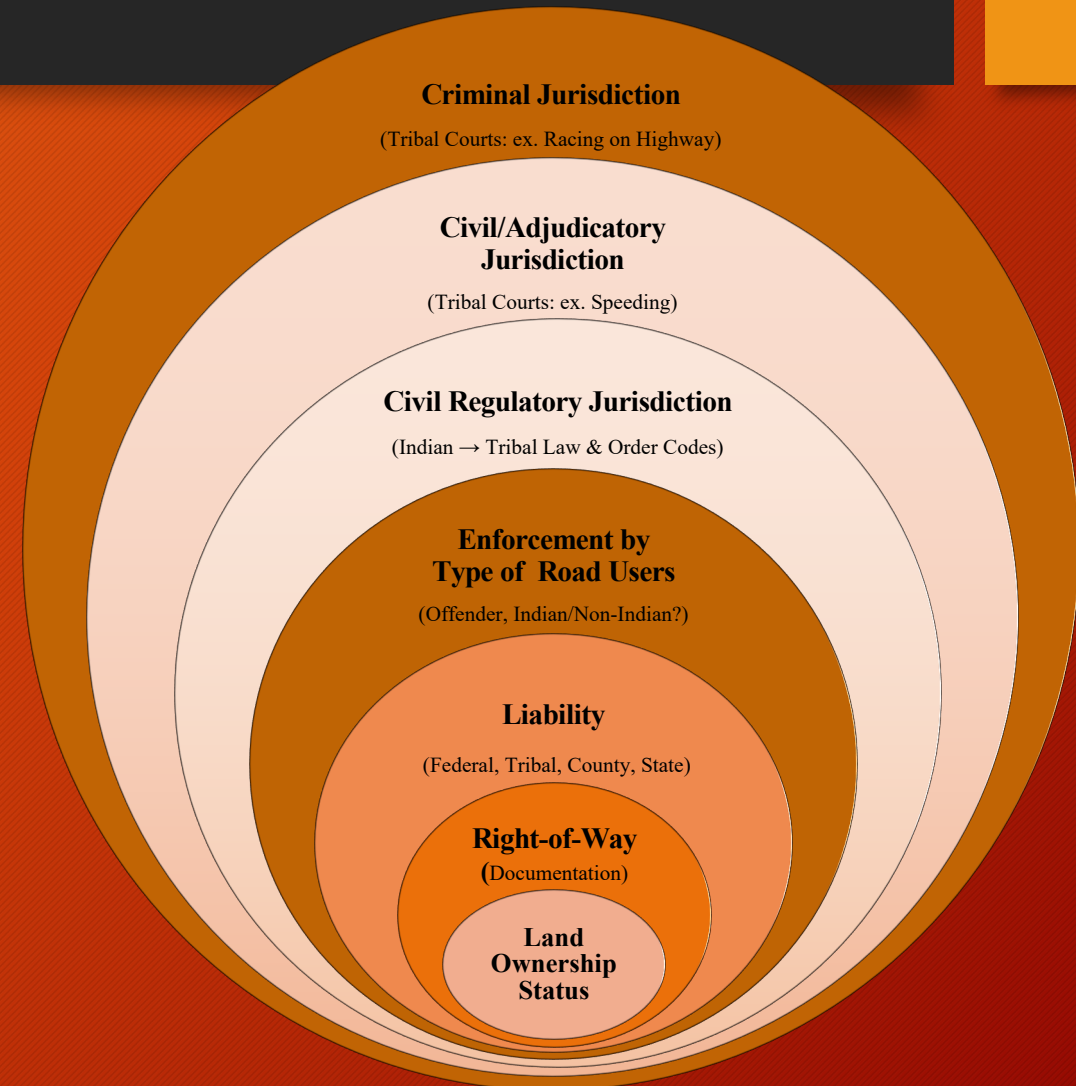 Criminal Jurisdiction
(Tribal Courts: ex. Racing on Highway)
Civil/Adjudicatory
Jurisdiction
(Tribal Courts: ex. Speeding)
Civil Regulatory Jurisdiction
(Indian → Tribal Law & Order Codes)
Enforcement by
Type of Road Users
(Offender, Indian/Non-Indian?)
Liability
(Federal, Tribal, County, State)
Right-of-Way
(Documentation)
Land
Ownership
Status